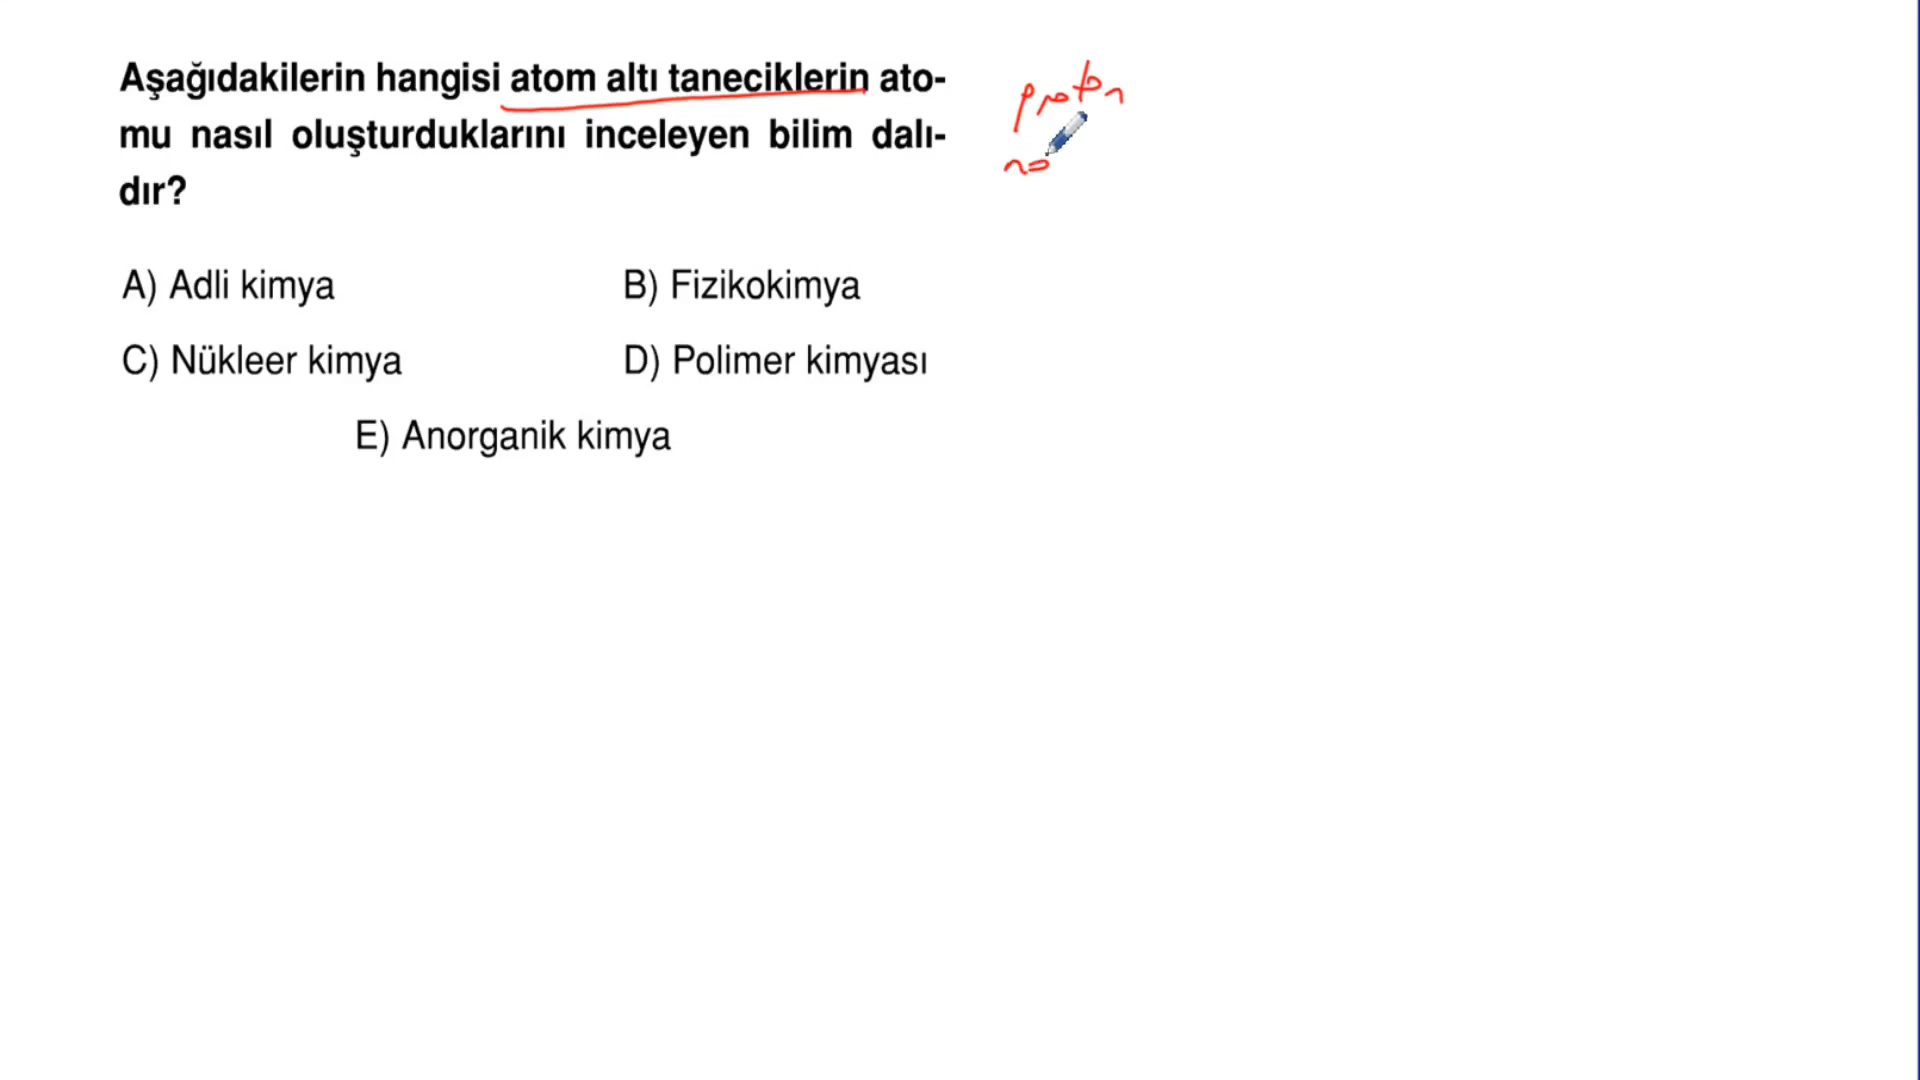 Aşağıdakilerin hangisi atom altı taneciklerin ato-
mu nasıl oluşturduklarını inceleyen bilim dalı-
dır?
A) Adli kimya B) Fizikokimya
C) Nükleer kimya D) Polimer kimyası
E) Anorganik kimya
proton